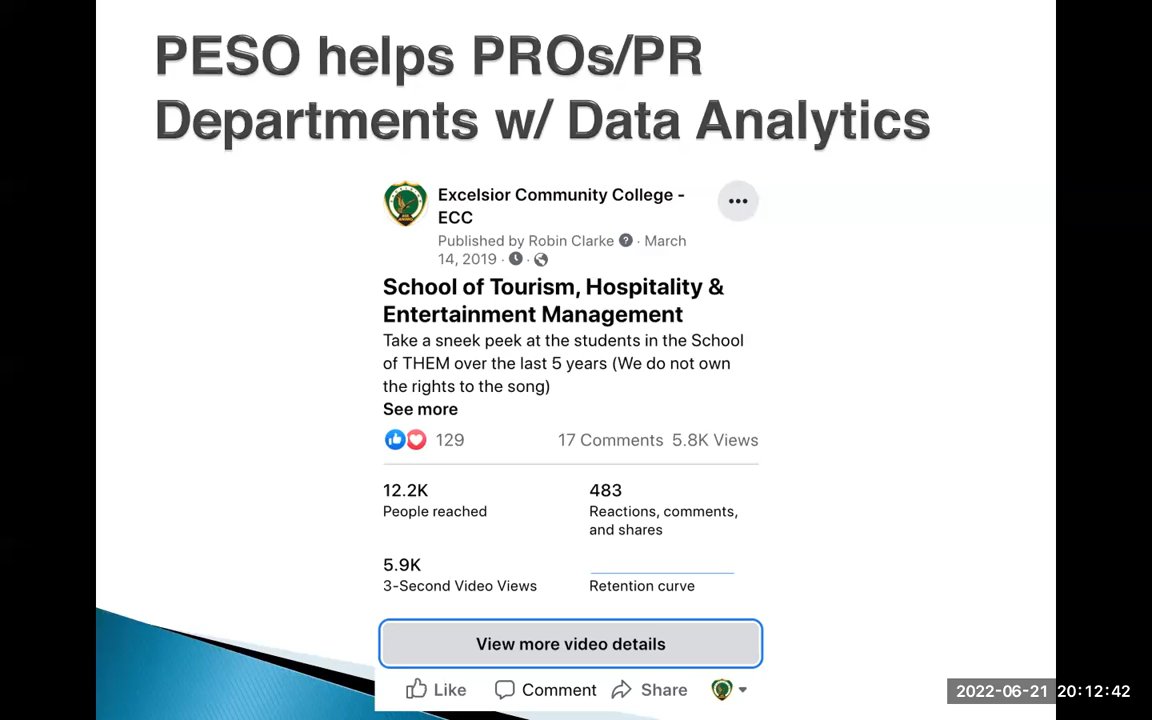 PESO helps PROs/PR
Departments w/ Data Analytics
Excelsior Community College -
ECC
Published by Robin Clarke · March
14, 2019 · ·
School of Tourism, Hospitality &
Entertainment Management
Take a sneek peek at the students in the School
of THEM over the last 5 years (We do not own
the rights to the song)
See more
129 17 Comments 5.8K Views
12.2K
People reached
483
Reactions, comments,
and shares
5.9K
3-Second Video Views
Retention curve
View more video details
Like Comment Share
2022-06-21 20:12:42